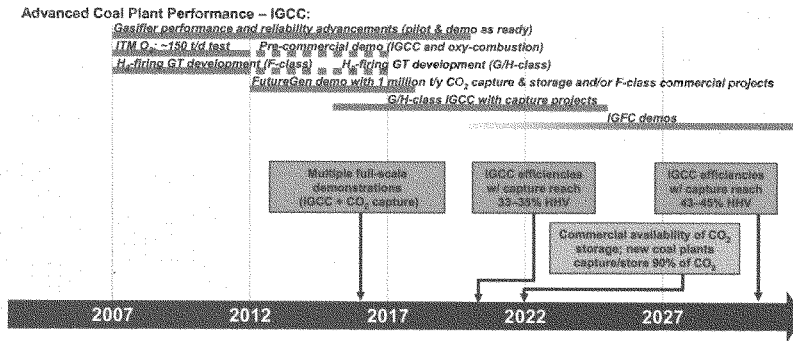 Advanced Coal Plant Performance – IGCC:
Gasifier performance and reliability advancements (pilot & demo as ready)
ITM O₂: ~150 t/d test Pre-commercial demo (IGCC and oxy-combustion)
H₂-firing GT development (F-class) H₂-firing GT development (G/H-class)
FutureGen demo with 1 million t/y CO₂ capture & storage and/or F-class commercial projects
G/H-class IGCC with capture projects
IGFC demos
Multiple full-scale
demonstrations
(IGCC + CO₂ capture)
IGCC efficiencies
w/ capture reach
33–35% HHV
IGCC efficiencies
w/ capture reach
43–45% HHV
Commercial availability of CO₂
storage; new coal plants
capture/store 90% of CO₂
2007 2012 2017 2022 2027